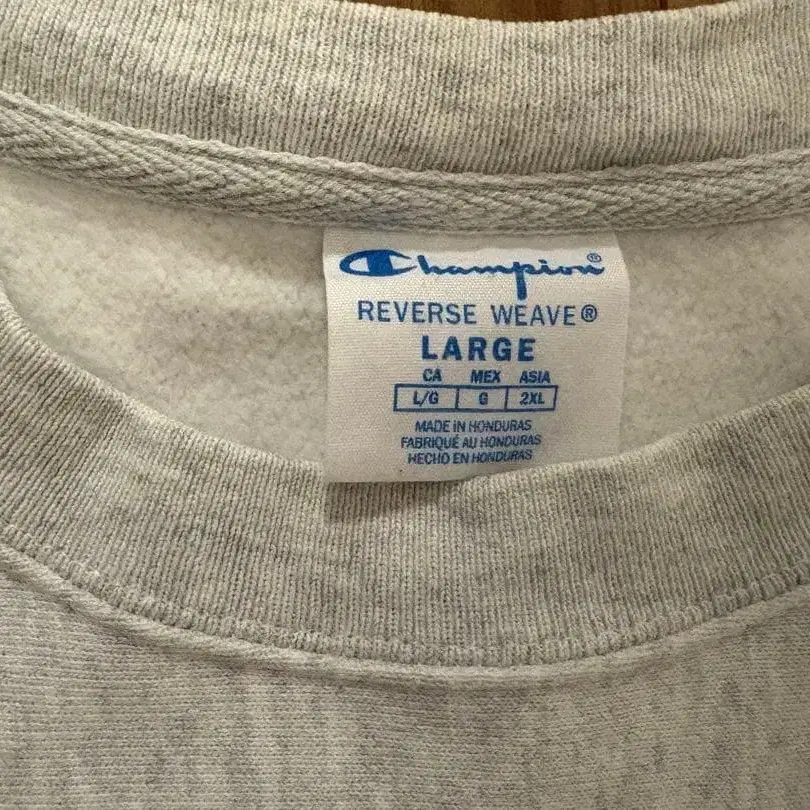 Champion®
REVERSE WEAVE®
LARGE
CA MEX ASIA
L/G G 2XL
MADE IN HONDURAS
FABRIQUÉ AU HONDURAS
HECHO EN HONDURAS